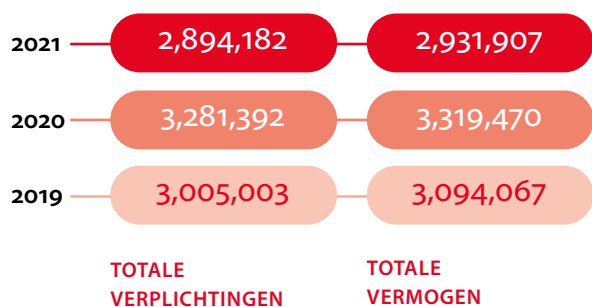 2021 2,894,182 2,931,907
2020 3,281,392 3,319,470
2019 3,005,003 3,094,067
TOTALE TOTALE
VERPLICHTINGEN VERMOGEN